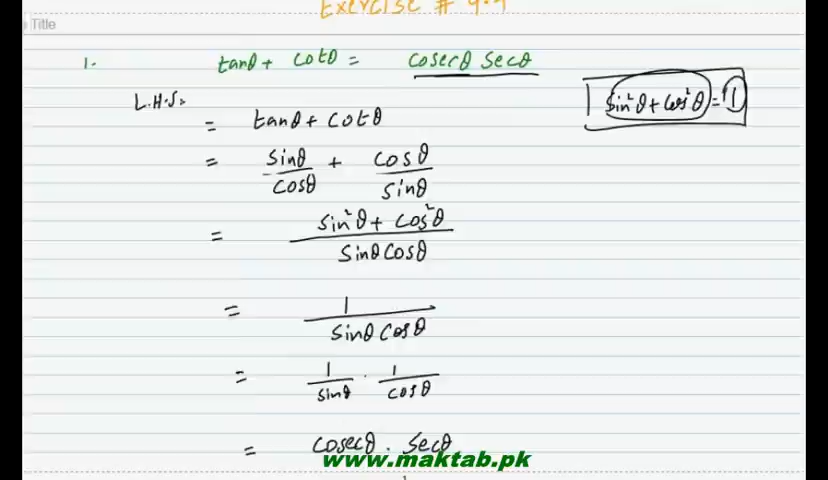 Exercise # 9.4
Title
1. tanθ + cotθ = cosecθ secθ
L.H.S = sin²θ + cos²θ = 1
= tanθ + cotθ
= sinθ/cosθ + cosθ/sinθ
= sin²θ + cos²θ / sinθ cosθ
= 1 / sinθ cosθ
= 1/sinθ . 1/cosθ
= cosecθ . secθ
www.maktab.pk